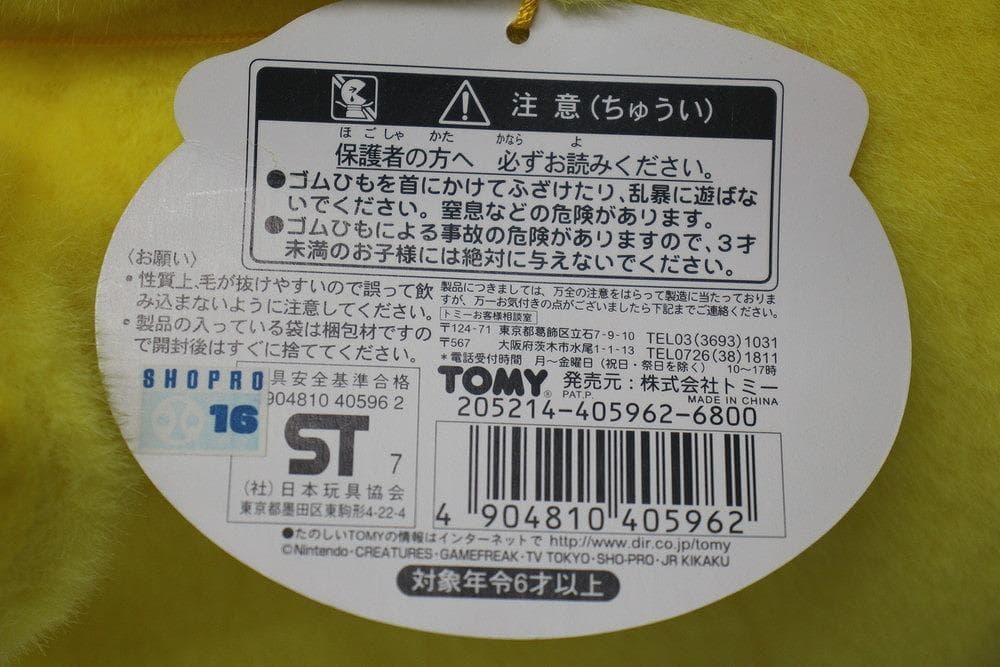 注意(ちゅうい)
ほごしゃ かた かなら よ
保護者の方へ 必ずお読みください。
●ゴムひもを首にかけてふざけたり、乱暴に遊ばな
いでください。窒息などの危険があります。
●ゴムひもによる事故の危険がありますので、3才
未満のお子様には絶対に与えないでください。
〈お願い〉
・性質上、毛が抜けやすいので誤って飲
み込まないように注意してください。
・製品の入っている袋は梱包材ですの
で開封後はすぐに捨ててください。
製品につきましては、万全の注意をはらって製造に当たっておりま
すが、万一お気付きの点がございましたら下記までご連絡ください。
トミーお客様相談室
〒124-71 東京都葛飾区立石7-9-10 TEL03(3693)1031
〒567 大阪府茨木市水尾1-1-13 TEL0726(38)1811
*電話受付時間 月~金曜日(祝日・祭日を除く) 10~17時
TOMY® 発売元:株式会社トミー
PAT.P. MADE IN CHINA
205214-405962-6800
SHOPRO
16
具安全基準合格
904810 40596 2
ST 7
(社)日本玩具協会
東京都墨田区東駒形4-22-4
4 904810 405962
●たのしいTOMYの情報はインターネットで http://www.dir.co.jp/tomy
©Nintendo・CREATURES・GAMEFREAK・TV TOKYO・SHO-PRO・JR KIKAKU
対象年令6才以上